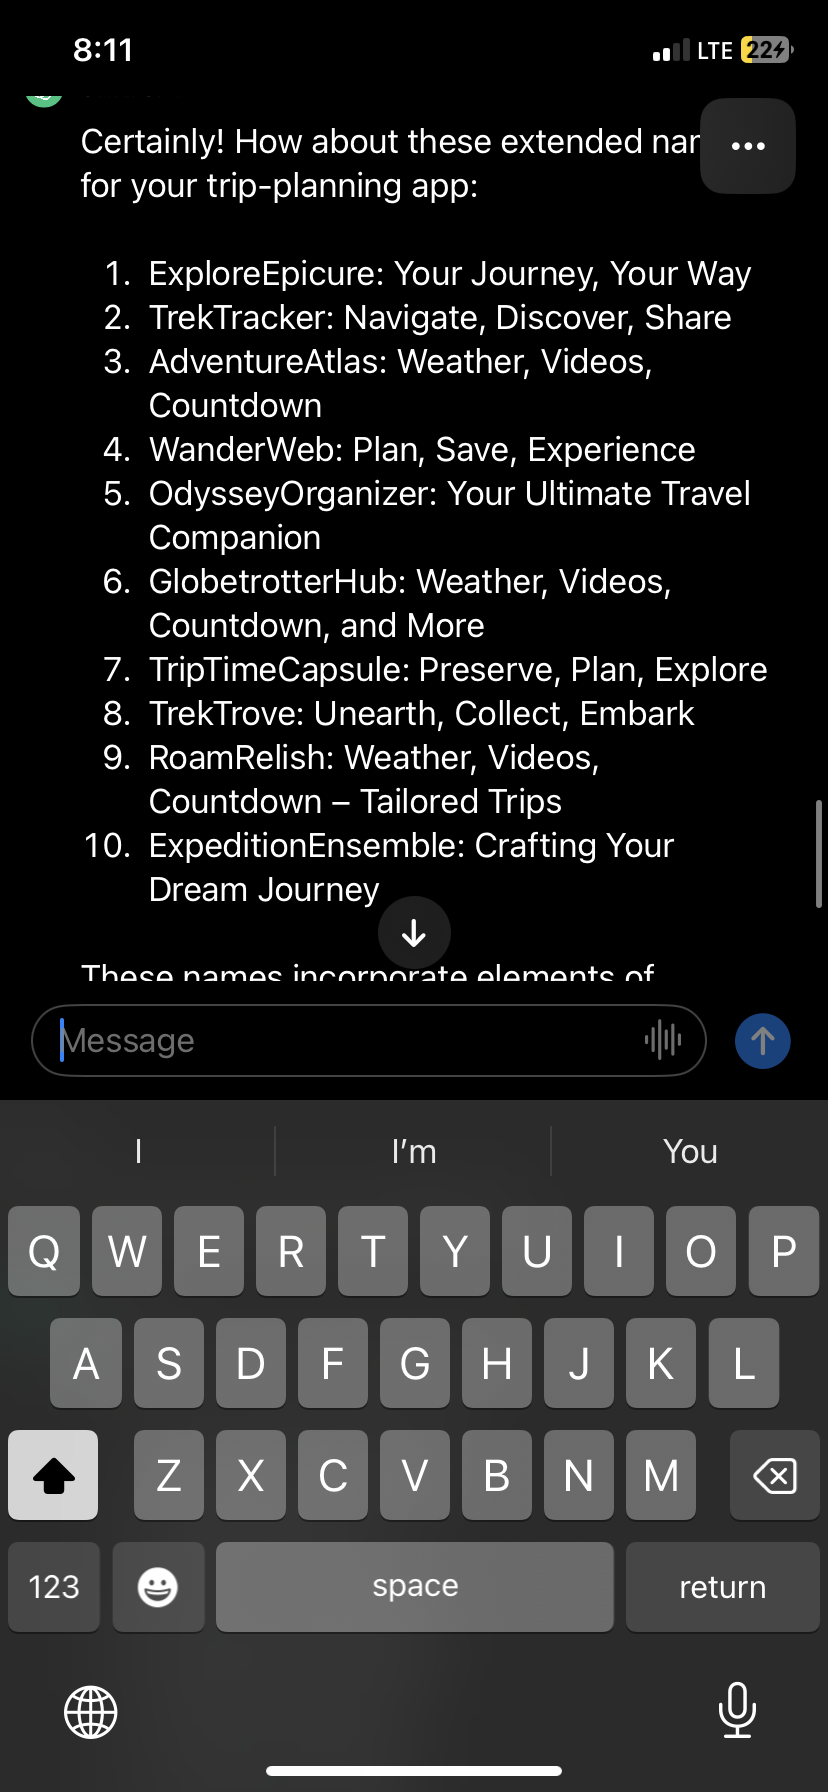 8:11
LTE 22
Certainly! How about these extended
for your trip-planning app:
1. ExploreEpicure: Your Journey, Your Way
2. TrekTracker: Navigate, Discover, Share
3. AdventureAtlas: Weather, Videos,
Countdown
4. WanderWeb: Plan, Save, Experience
5. OdysseyOrganizer: Your Ultimate Travel
Companion
6. GlobetrotterHub: Weather, Videos,
Countdown, and More
7. TripTimeCapsule: Preserve, Plan, Explore
8. TrekTrove: Unearth, Collect, Embark
9. RoamRelish: Weather, Videos,
Countdown – Tailored Trips
10. ExpeditionEnsemble: Crafting Your
Dream Journey
These names incorporate elements of
Message
I I’m You
Q W E R T Y U I O P
A S D F G H J K L
Z X C V B N M
123 space return